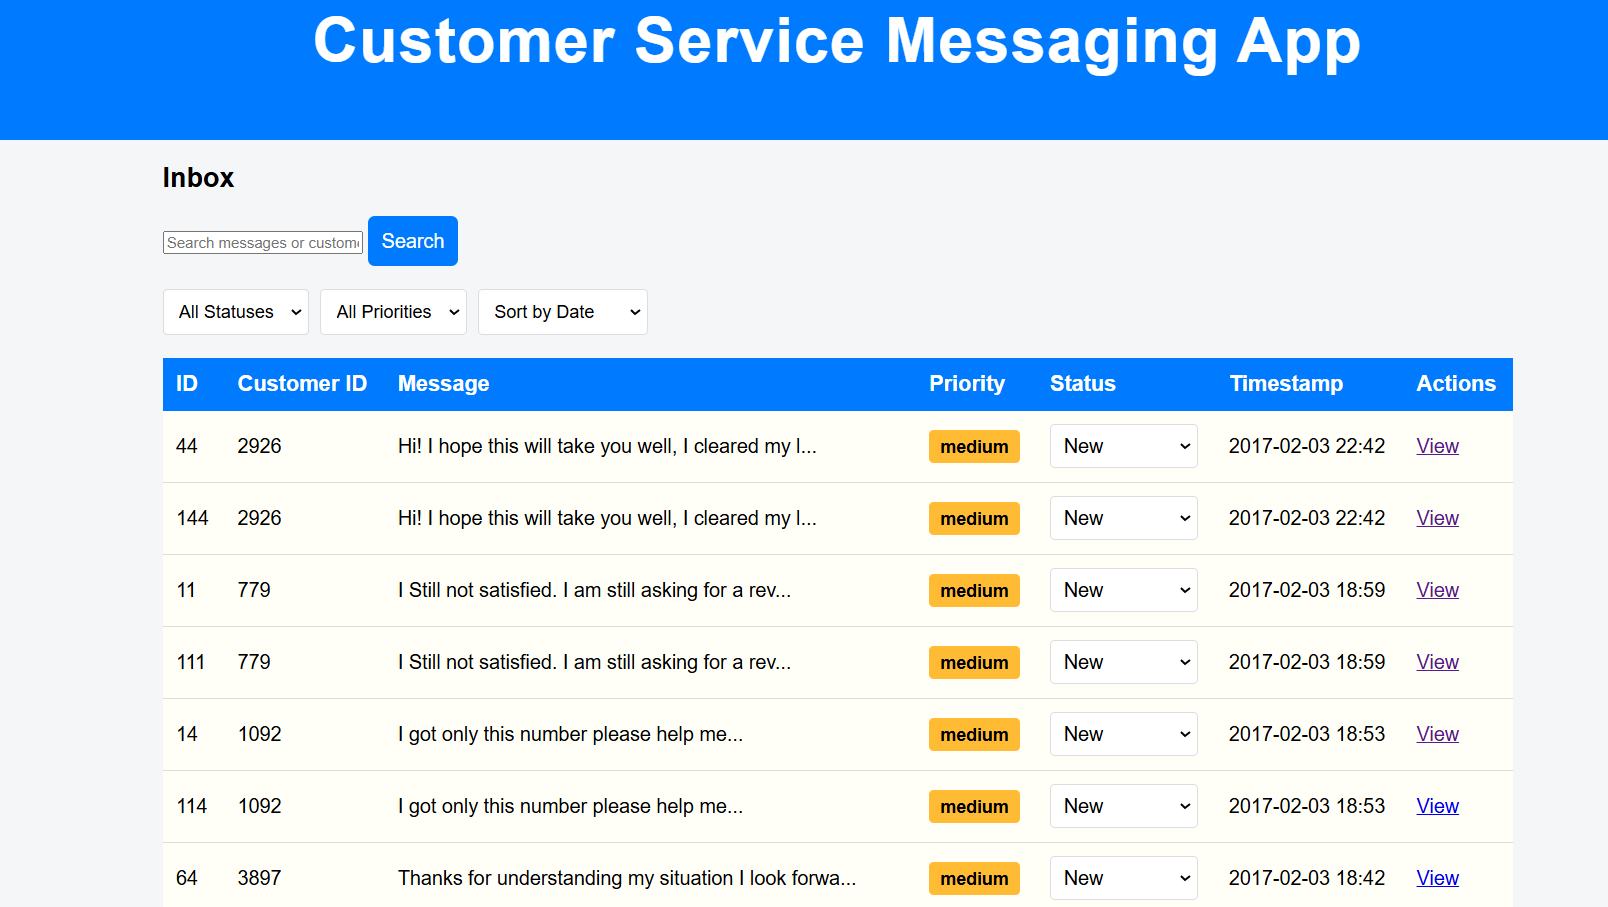 Customer Service Messaging App
Inbox
Search messages or custome
Search
All Statuses All Priorities Sort by Date
ID Customer ID Message Priority Status Timestamp Actions
44 2926 Hi! I hope this will take you well, I cleared my l... medium New 2017-02-03 22:42 View
144 2926 Hi! I hope this will take you well, I cleared my l... medium New 2017-02-03 22:42 View
11 779 I Still not satisfied. I am still asking for a rev... medium New 2017-02-03 18:59 View
111 779 I Still not satisfied. I am still asking for a rev... medium New 2017-02-03 18:59 View
14 1092 I got only this number please help me... medium New 2017-02-03 18:53 View
114 1092 I got only this number please help me... medium New 2017-02-03 18:53 View
64 3897 Thanks for understanding my situation I look forwa... medium New 2017-02-03 18:42 View